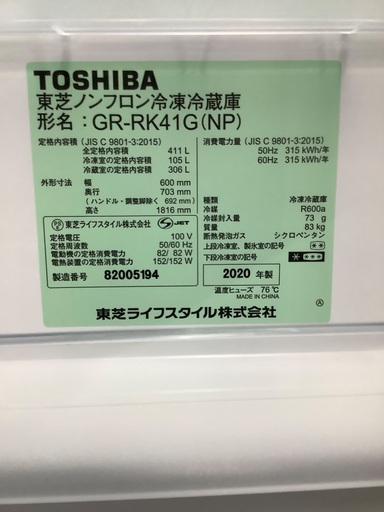 TOSHIBA
東芝ノンフロン冷凍冷蔵庫
形名：GR-RK41G(NP)
定格内容積（JIS C 9801-3:2015）
全定格内容積 411 L
冷凍室の定格内容積 105 L
冷蔵室の定格内容積 306 L
外形寸法 幅 600 mm
奥行 703 mm
（ハンドル・調整脚除く 692 mm）
高さ 1816 mm
東芝ライフスタイル株式会社 S-JET
定格電圧 100 V
定格周波数 50/60 Hz
電動機の定格消費電力 82/ 82 W
電熱装置の定格消費電力 152/152 W
製造番号 82005194
消費電力量（JIS C 9801-3:2015）
50Hz 315 kWh/年
60Hz 315 kWh/年
種類 冷凍冷蔵庫
冷媒 R600a
冷媒封入量 73 g
質量 83 kg
断熱発泡ガス シクロペンタン
上段冷凍室、製氷室の記号
下段冷凍室の記号
2020 年製
温度ヒューズ 76℃
MADE IN CHINA
A
東芝ライフスタイル株式会社